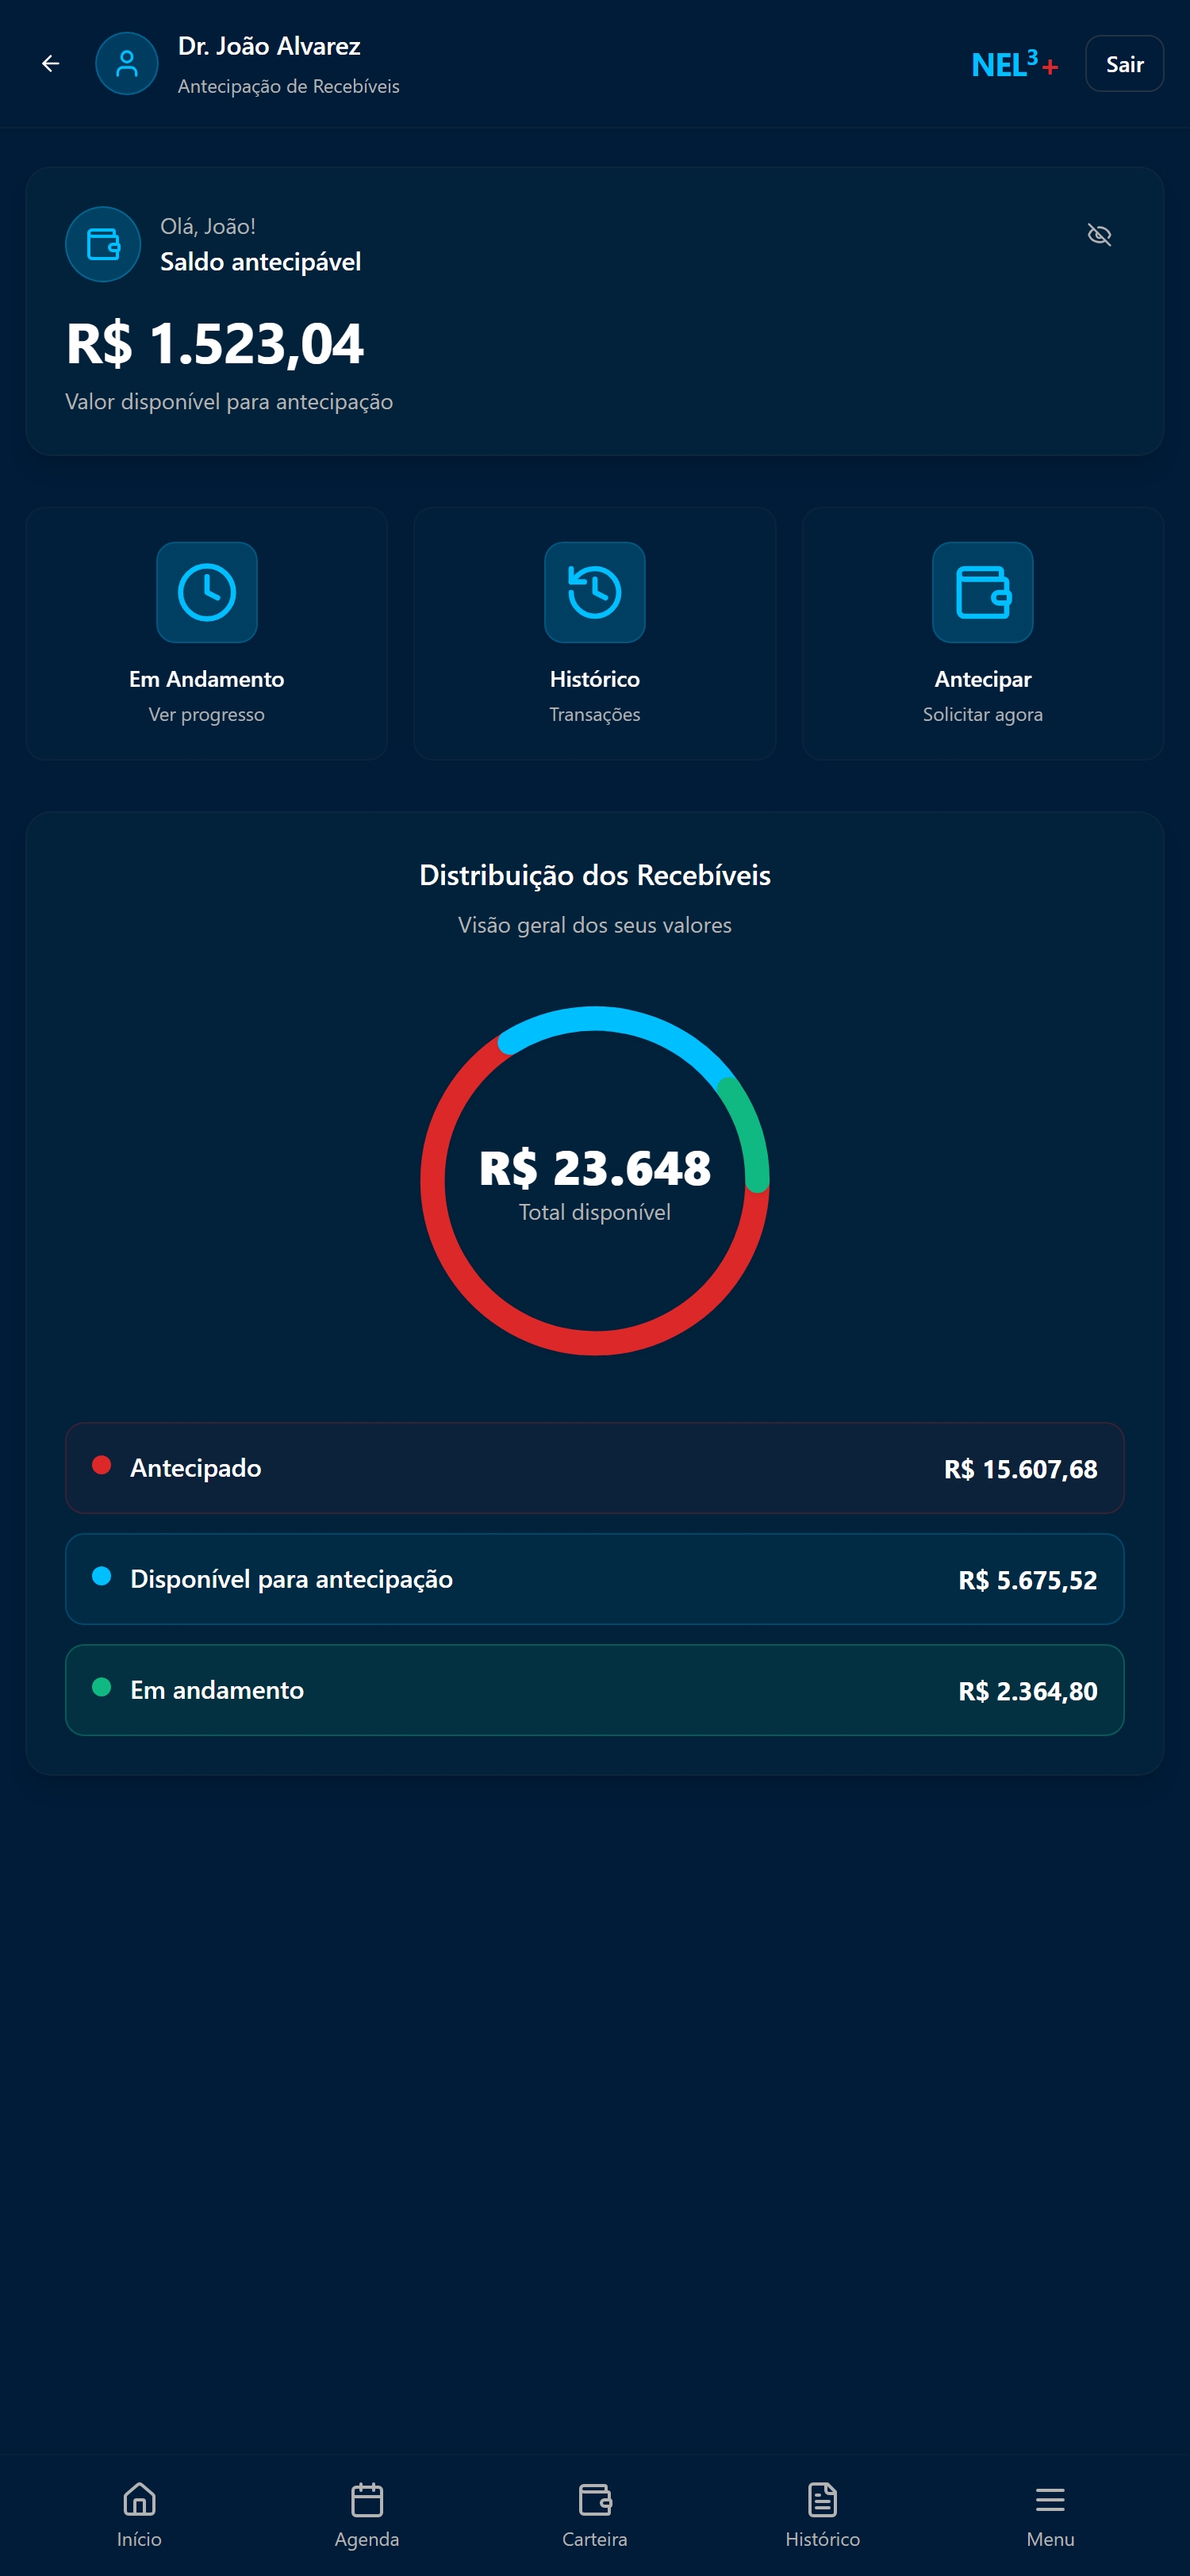 Dr. João Alvarez
Antecipação de Recebíveis
NEL³+
Sair
Olá, João!
Saldo antecipável
R$ 1.523,04
Valor disponível para antecipação
Em Andamento
Ver progresso
Histórico
Transações
Antecipar
Solicitar agora
Distribuição dos Recebíveis
Visão geral dos seus valores
R$ 23.648
Total disponível
Antecipado R$ 15.607,68
Disponível para antecipação R$ 5.675,52
Em andamento R$ 2.364,80
Início
Agenda
Carteira
Histórico
Menu